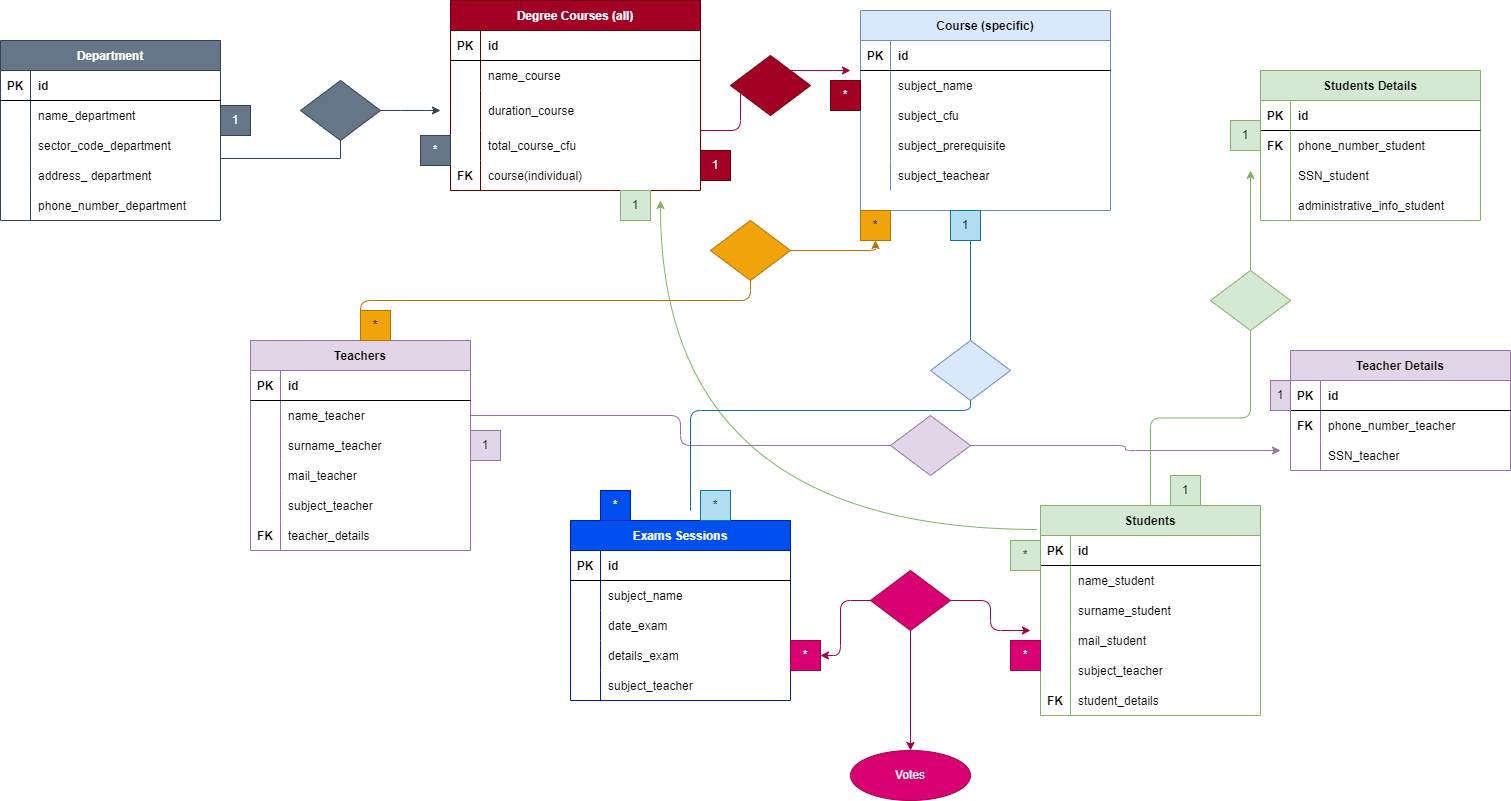 Department
PK id
name_department
sector_code_department
address_ department
phone_number_department
1
*
Degree Courses (all)
PK id
name_course
duration_course
total_course_cfu
FK course(individual)
1
1
*
Course (specific)
PK id
subject_name
subject_cfu
subject_prerequisite
subject_teachear
*
1
Students Details
PK id
1
FK phone_number_student
SSN_student
administrative_info_student
*
Teachers
PK id
name_teacher
surname_teacher
mail_teacher
subject_teacher
FK teacher_details
1
Teacher Details
1
PK id
FK phone_number_teacher
SSN_teacher
*
*
Exams Sessions
PK id
subject_name
date_exam
details_exam
subject_teacher
*
1
Students
*
PK id
name_student
surname_student
mail_student
*
subject_teacher
FK student_details
Votes